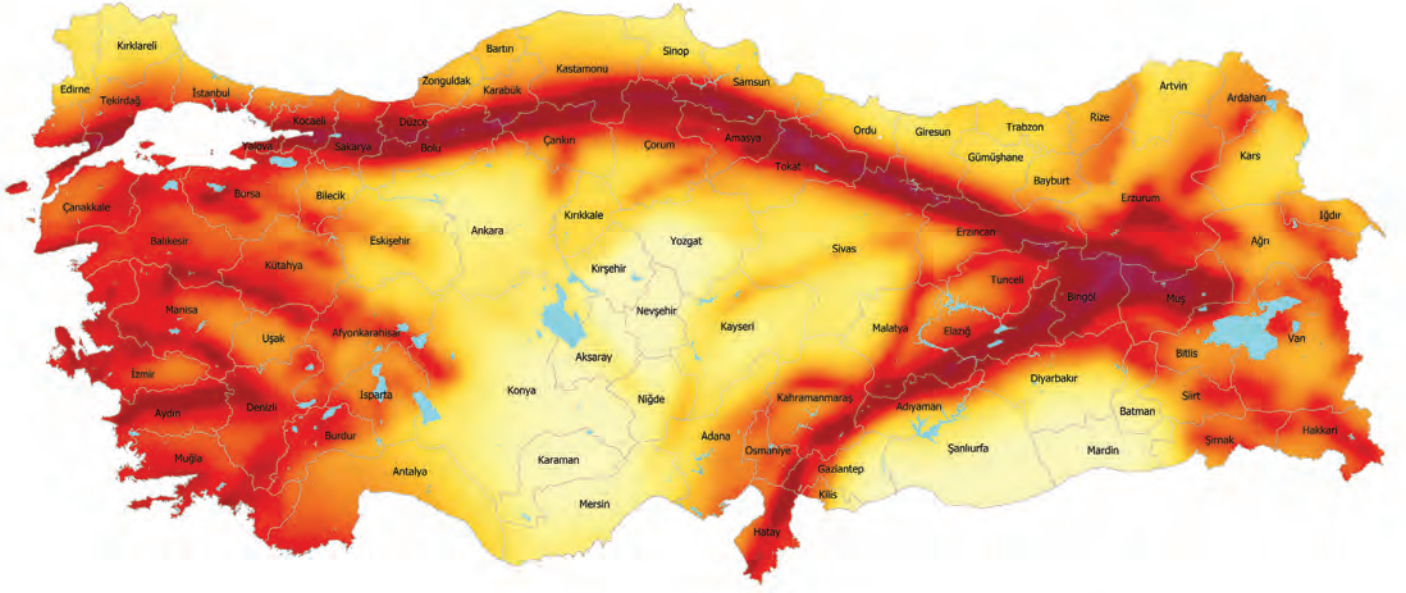 Kırklareli
Edirne
Tekirdağ
İstanbul
Kocaeli
Yalova
Sakarya
Düzce
Bolu
Zonguldak
Bartın
Karabük
Kastamonu
Sinop
Samsun
Çankırı
Çorum
Amasya
Tokat
Ordu
Giresun
Trabzon
Gümüşhane
Bayburt
Rize
Artvin
Ardahan
Kars
Erzurum
Iğdır
Ağrı
Erzincan
Çanakkale
Bursa
Bilecik
Balıkesir
Kütahya
Eskişehir
Ankara
Kırıkkale
Yozgat
Sivas
Kırşehir
Nevşehir
Kayseri
Malatya
Tunceli
Elazığ
Bingöl
Muş
Bitlis
Van
Manisa
Uşak
Afyonkarahisar
İzmir
Aydın
Denizli
Isparta
Burdur
Muğla
Antalya
Konya
Aksaray
Niğde
Karaman
Mersin
Adana
Kahramanmaraş
Osmaniye
Adıyaman
Gaziantep
Kilis
Hatay
Şanlıurfa
Diyarbakır
Batman
Mardin
Siirt
Şırnak
Hakkari